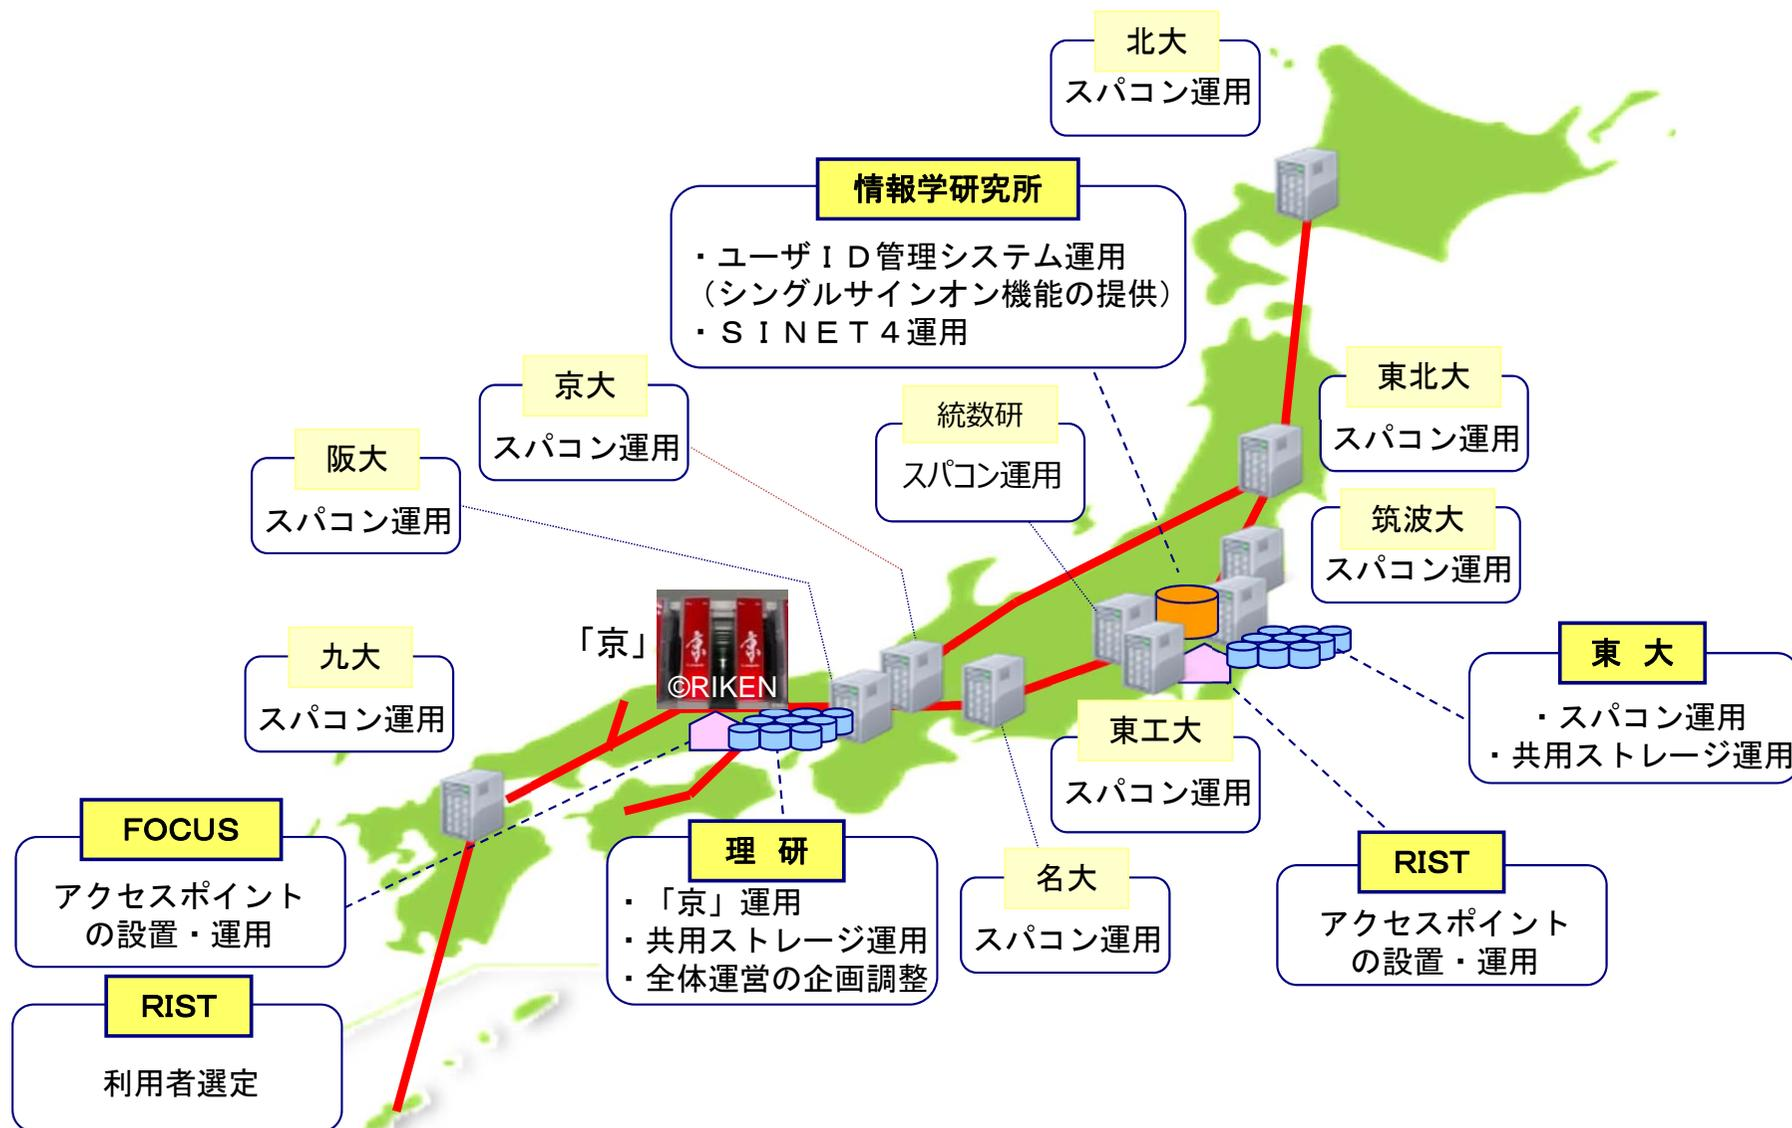 北大
スパコン運用
情報学研究所
・ユーザＩＤ管理システム運用
（シングルサインオン機能の提供）
・ＳＩＮＥＴ４運用
東北大
スパコン運用
京大
スパコン運用
統数研
スパコン運用
阪大
スパコン運用
筑波大
スパコン運用
「京」
京
京
©RIKEN
九大
スパコン運用
東　大
・スパコン運用
・共用ストレージ運用
東工大
スパコン運用
FOCUS
アクセスポイント
の設置・運用
理　研
・「京」運用
・共用ストレージ運用
・全体運営の企画調整
名大
スパコン運用
RIST
アクセスポイント
の設置・運用
RIST
利用者選定